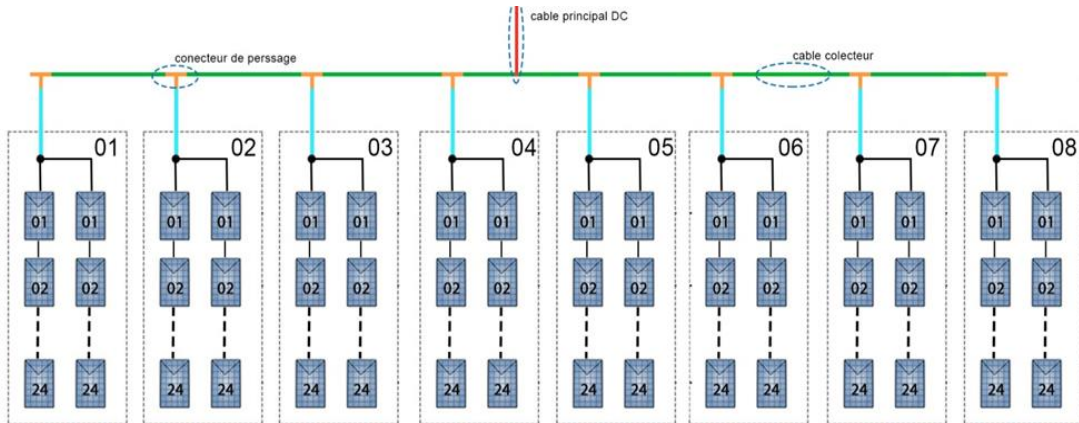 cable principal DC
conecteur de perssage
cable colecteur
01 02 03 04 05 06 07 08
01 01 01 01 01 01 01 01 01 01 01 01 01 01 01 01
02 02 02 02 02 02 02 02 02 02 02 02 02 02 02 02
24 24 24 24 24 24 24 24 24 24 24 24 24 24 24 24